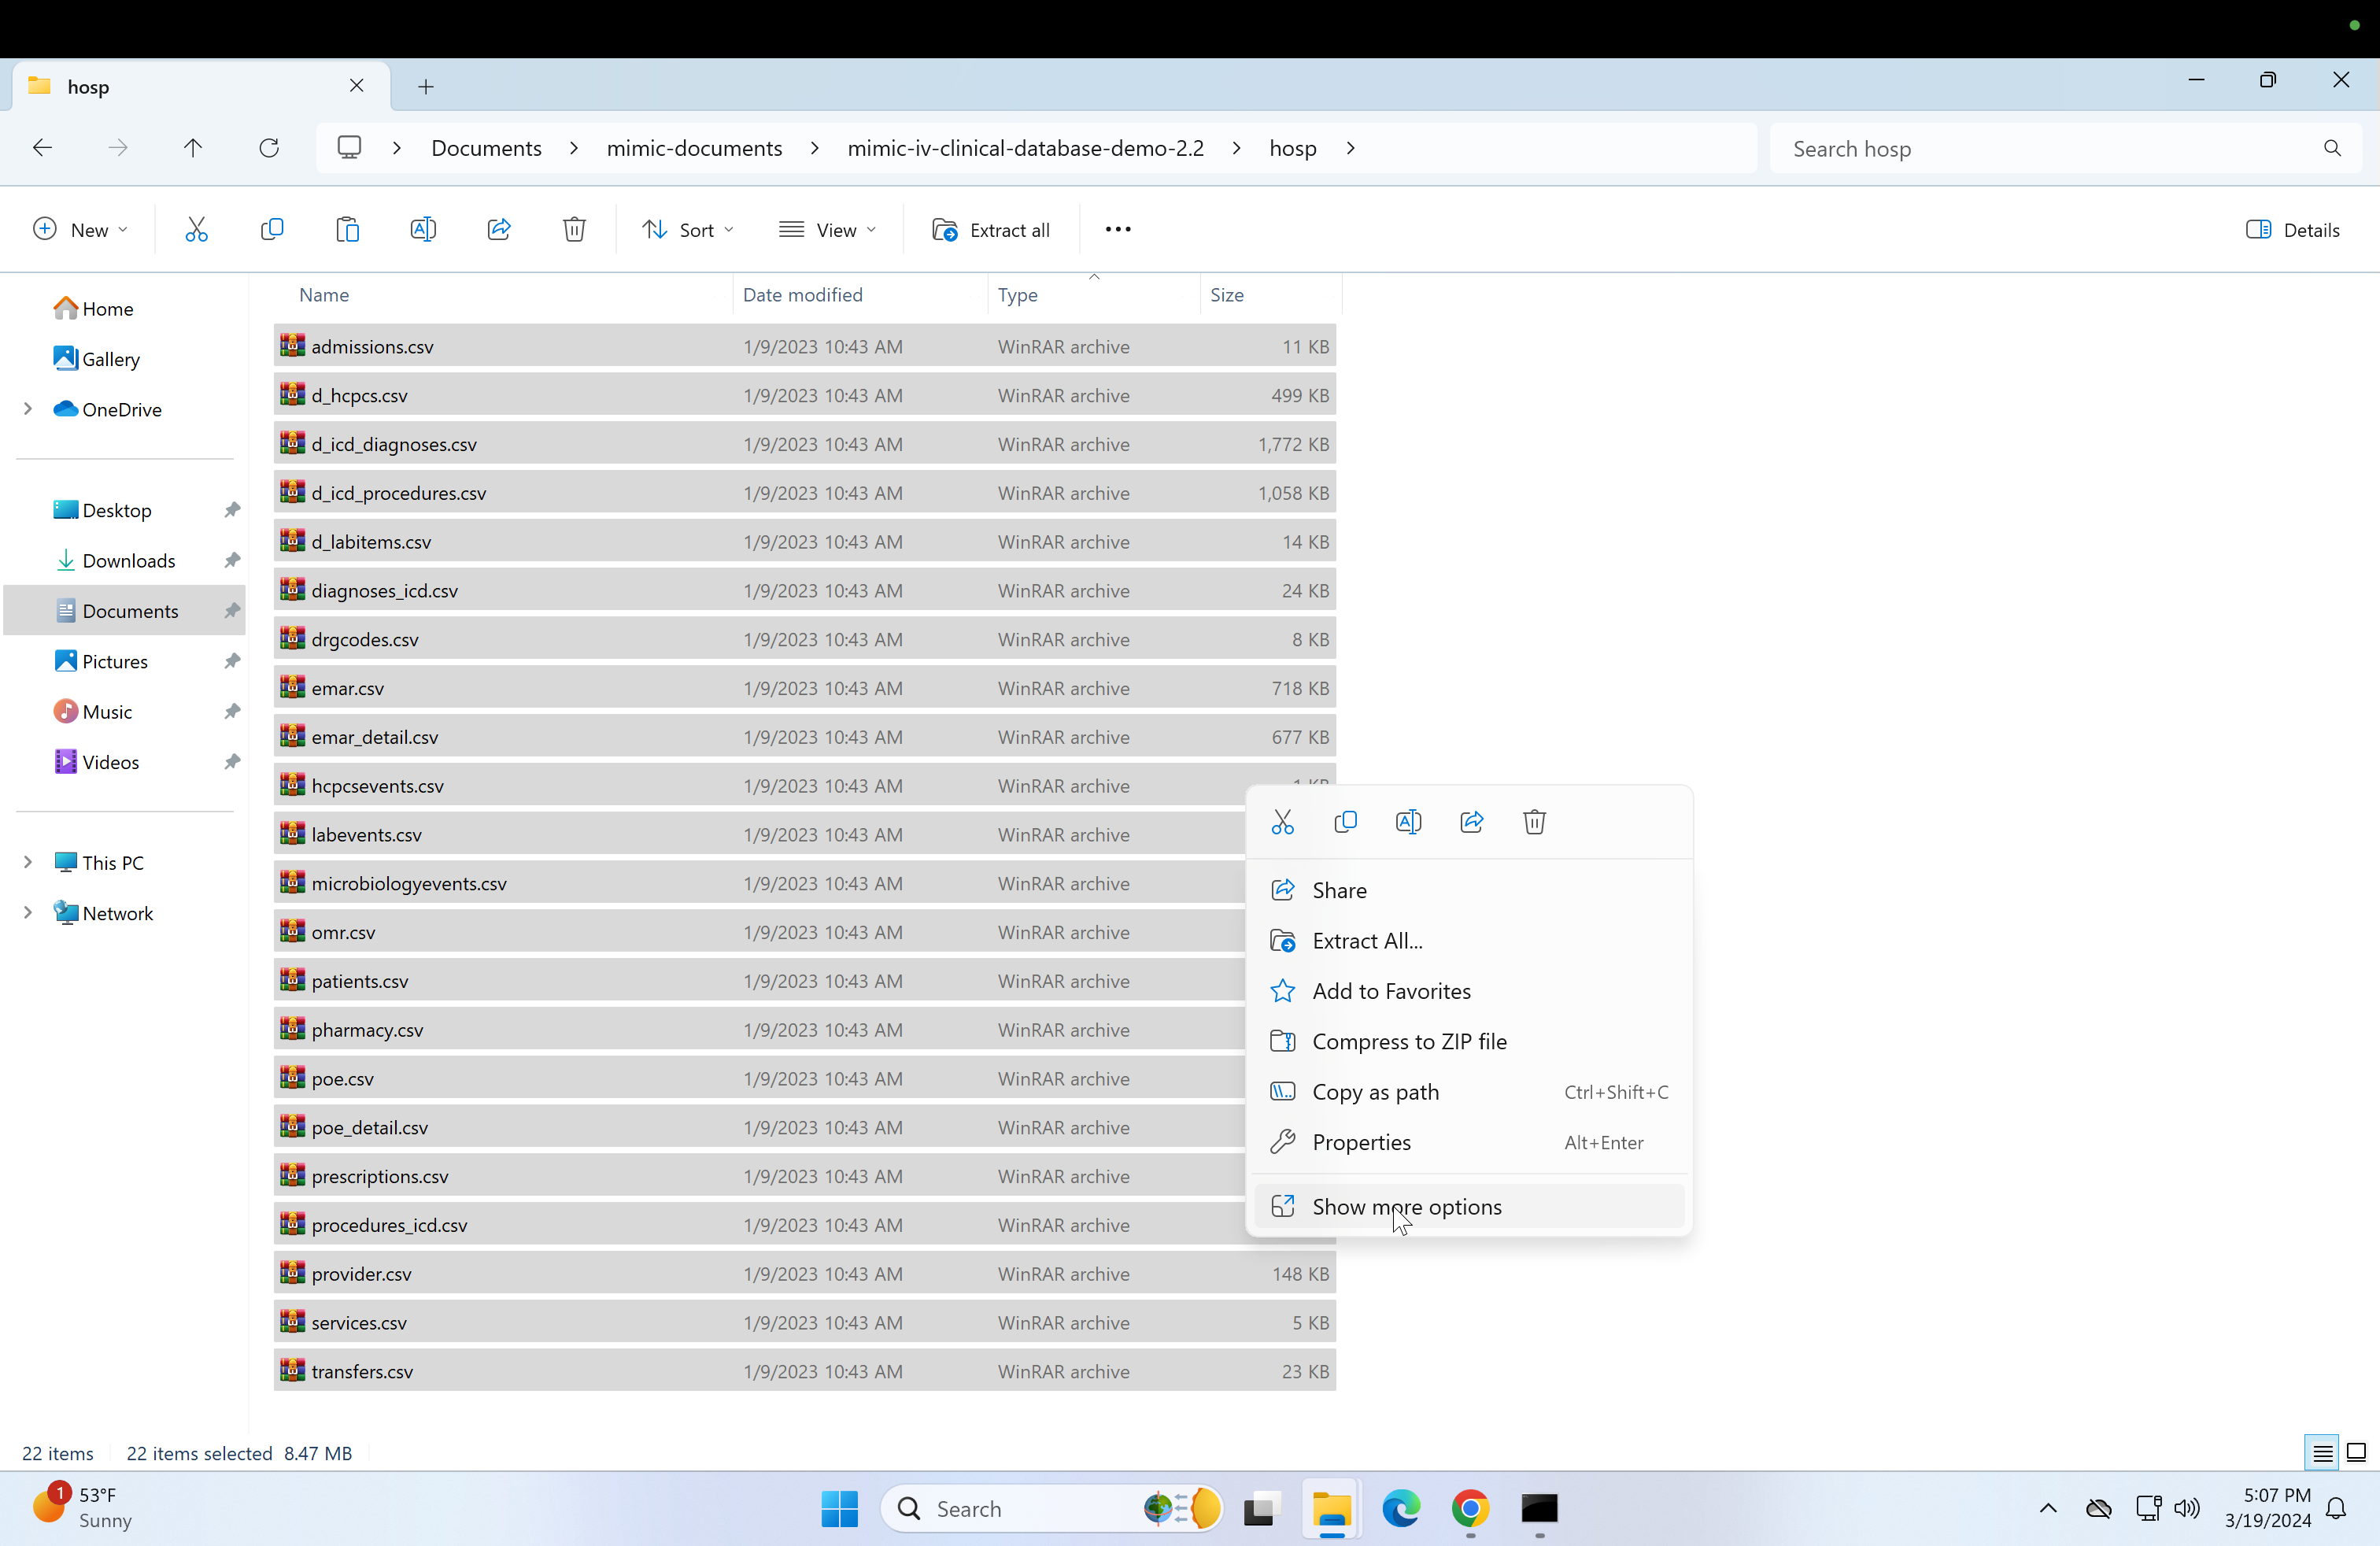 hosp
Documents > mimic-documents > mimic-iv-clinical-database-demo-2.2 > hosp >
Search hosp
New
Sort
View
Extract all
Details
Name Date modified Type Size
Home
Gallery
OneDrive
Desktop
Downloads
Documents
Pictures
Music
Videos
This PC
Network
admissions.csv 1/9/2023 10:43 AM WinRAR archive 11 KB
d_hcpcs.csv 1/9/2023 10:43 AM WinRAR archive 499 KB
d_icd_diagnoses.csv 1/9/2023 10:43 AM WinRAR archive 1,772 KB
d_icd_procedures.csv 1/9/2023 10:43 AM WinRAR archive 1,058 KB
d_labitems.csv 1/9/2023 10:43 AM WinRAR archive 14 KB
diagnoses_icd.csv 1/9/2023 10:43 AM WinRAR archive 24 KB
drgcodes.csv 1/9/2023 10:43 AM WinRAR archive 8 KB
emar.csv 1/9/2023 10:43 AM WinRAR archive 718 KB
emar_detail.csv 1/9/2023 10:43 AM WinRAR archive 677 KB
hcpcsevents.csv 1/9/2023 10:43 AM WinRAR archive 1 KB
labevents.csv 1/9/2023 10:43 AM WinRAR archive
microbiologyevents.csv 1/9/2023 10:43 AM WinRAR archive
omr.csv 1/9/2023 10:43 AM WinRAR archive
patients.csv 1/9/2023 10:43 AM WinRAR archive
pharmacy.csv 1/9/2023 10:43 AM WinRAR archive
poe.csv 1/9/2023 10:43 AM WinRAR archive
poe_detail.csv 1/9/2023 10:43 AM WinRAR archive
prescriptions.csv 1/9/2023 10:43 AM WinRAR archive
procedures_icd.csv 1/9/2023 10:43 AM WinRAR archive
provider.csv 1/9/2023 10:43 AM WinRAR archive 148 KB
services.csv 1/9/2023 10:43 AM WinRAR archive 5 KB
transfers.csv 1/9/2023 10:43 AM WinRAR archive 23 KB
Share
Extract All...
Add to Favorites
Compress to ZIP file
Copy as path Ctrl+Shift+C
Properties Alt+Enter
Show more options
22 items 22 items selected 8.47 MB
1
53°F
Sunny
Search
5:07 PM
3/19/2024